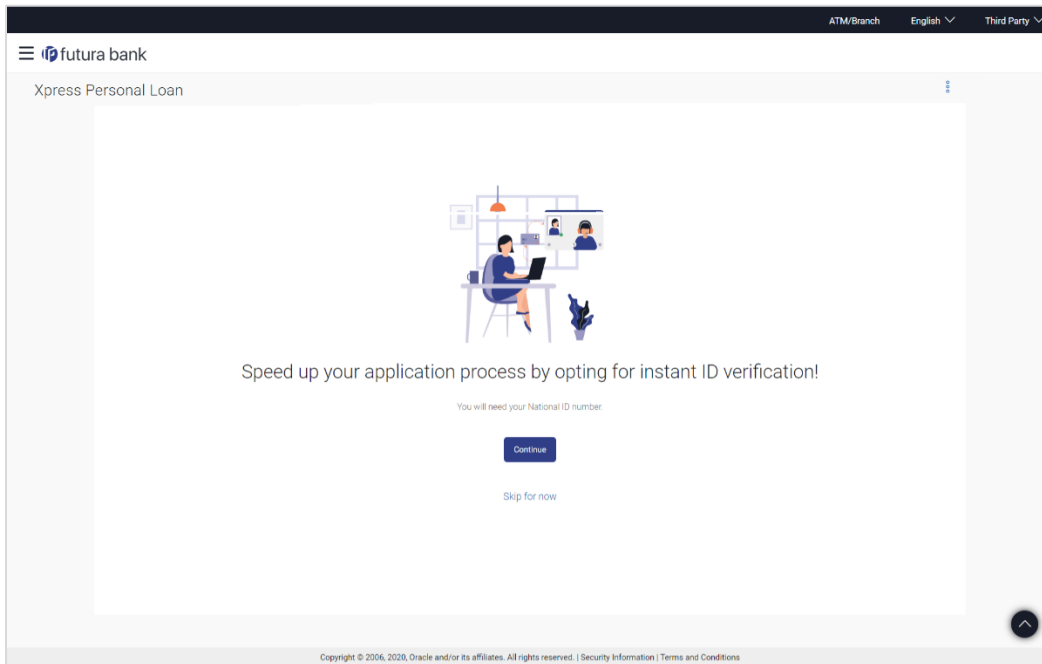 ATM/Branch English Third Party
futura bank
Xpress Personal Loan
Speed up your application process by opting for instant ID verification!
You will need your National ID number.
Continue
Skip for now
Copyright © 2006, 2020, Oracle and/or its affiliates. All rights reserved. | Security Information | Terms and Conditions